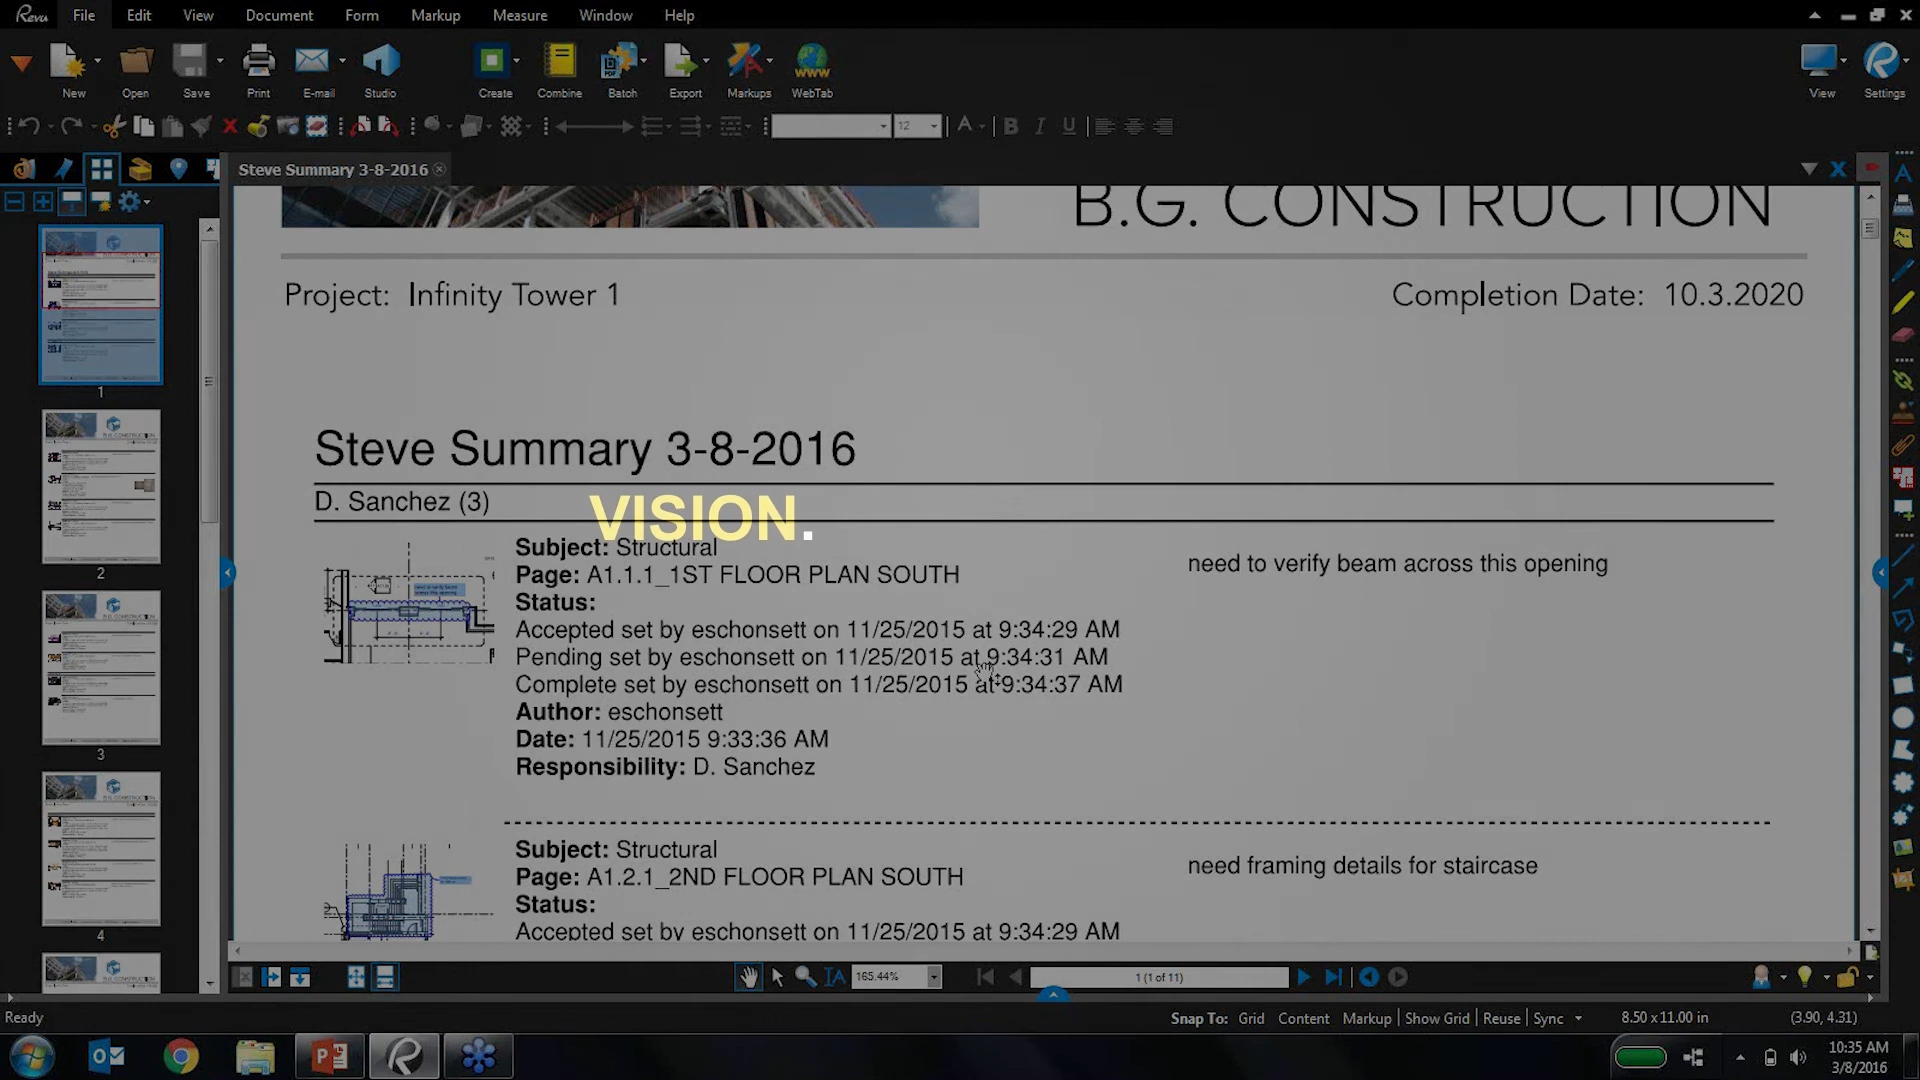 Revu File Edit View Document Form Markup Measure Window Help
New Open Save Print E-mail Studio Create Combine Batch Export Markups WebTab View Settings
PDF WWW
12 A B I U
Steve Summary 3-8-2016
B.G. CONSTRUCTION
Project: Infinity Tower 1 Completion Date: 10.3.2020
Steve Summary 3-8-2016
D. Sanchez (3)
VISION.
Subject: Structural
need to verify beam across this opening
Page: A1.1.1_1ST FLOOR PLAN SOUTH
Status:
Accepted set by eschonsett on 11/25/2015 at 9:34:29 AM
Pending set by eschonsett on 11/25/2015 at 9:34:31 AM
Complete set by eschonsett on 11/25/2015 at 9:34:37 AM
Author: eschonsett
Date: 11/25/2015 9:33:36 AM
Responsibility: D. Sanchez
Subject: Structural
need framing details for staircase
Page: A1.2.1_2ND FLOOR PLAN SOUTH
Status:
Accepted set by eschonsett on 11/25/2015 at 9:34:29 AM
1
2
3
4
165.44% 1 (1 of 11)
Ready Snap To: Grid Content Markup Show Grid Reuse Sync 8.50 x 11.00 in (3.90, 4.31)
10:35 AM
3/8/2016